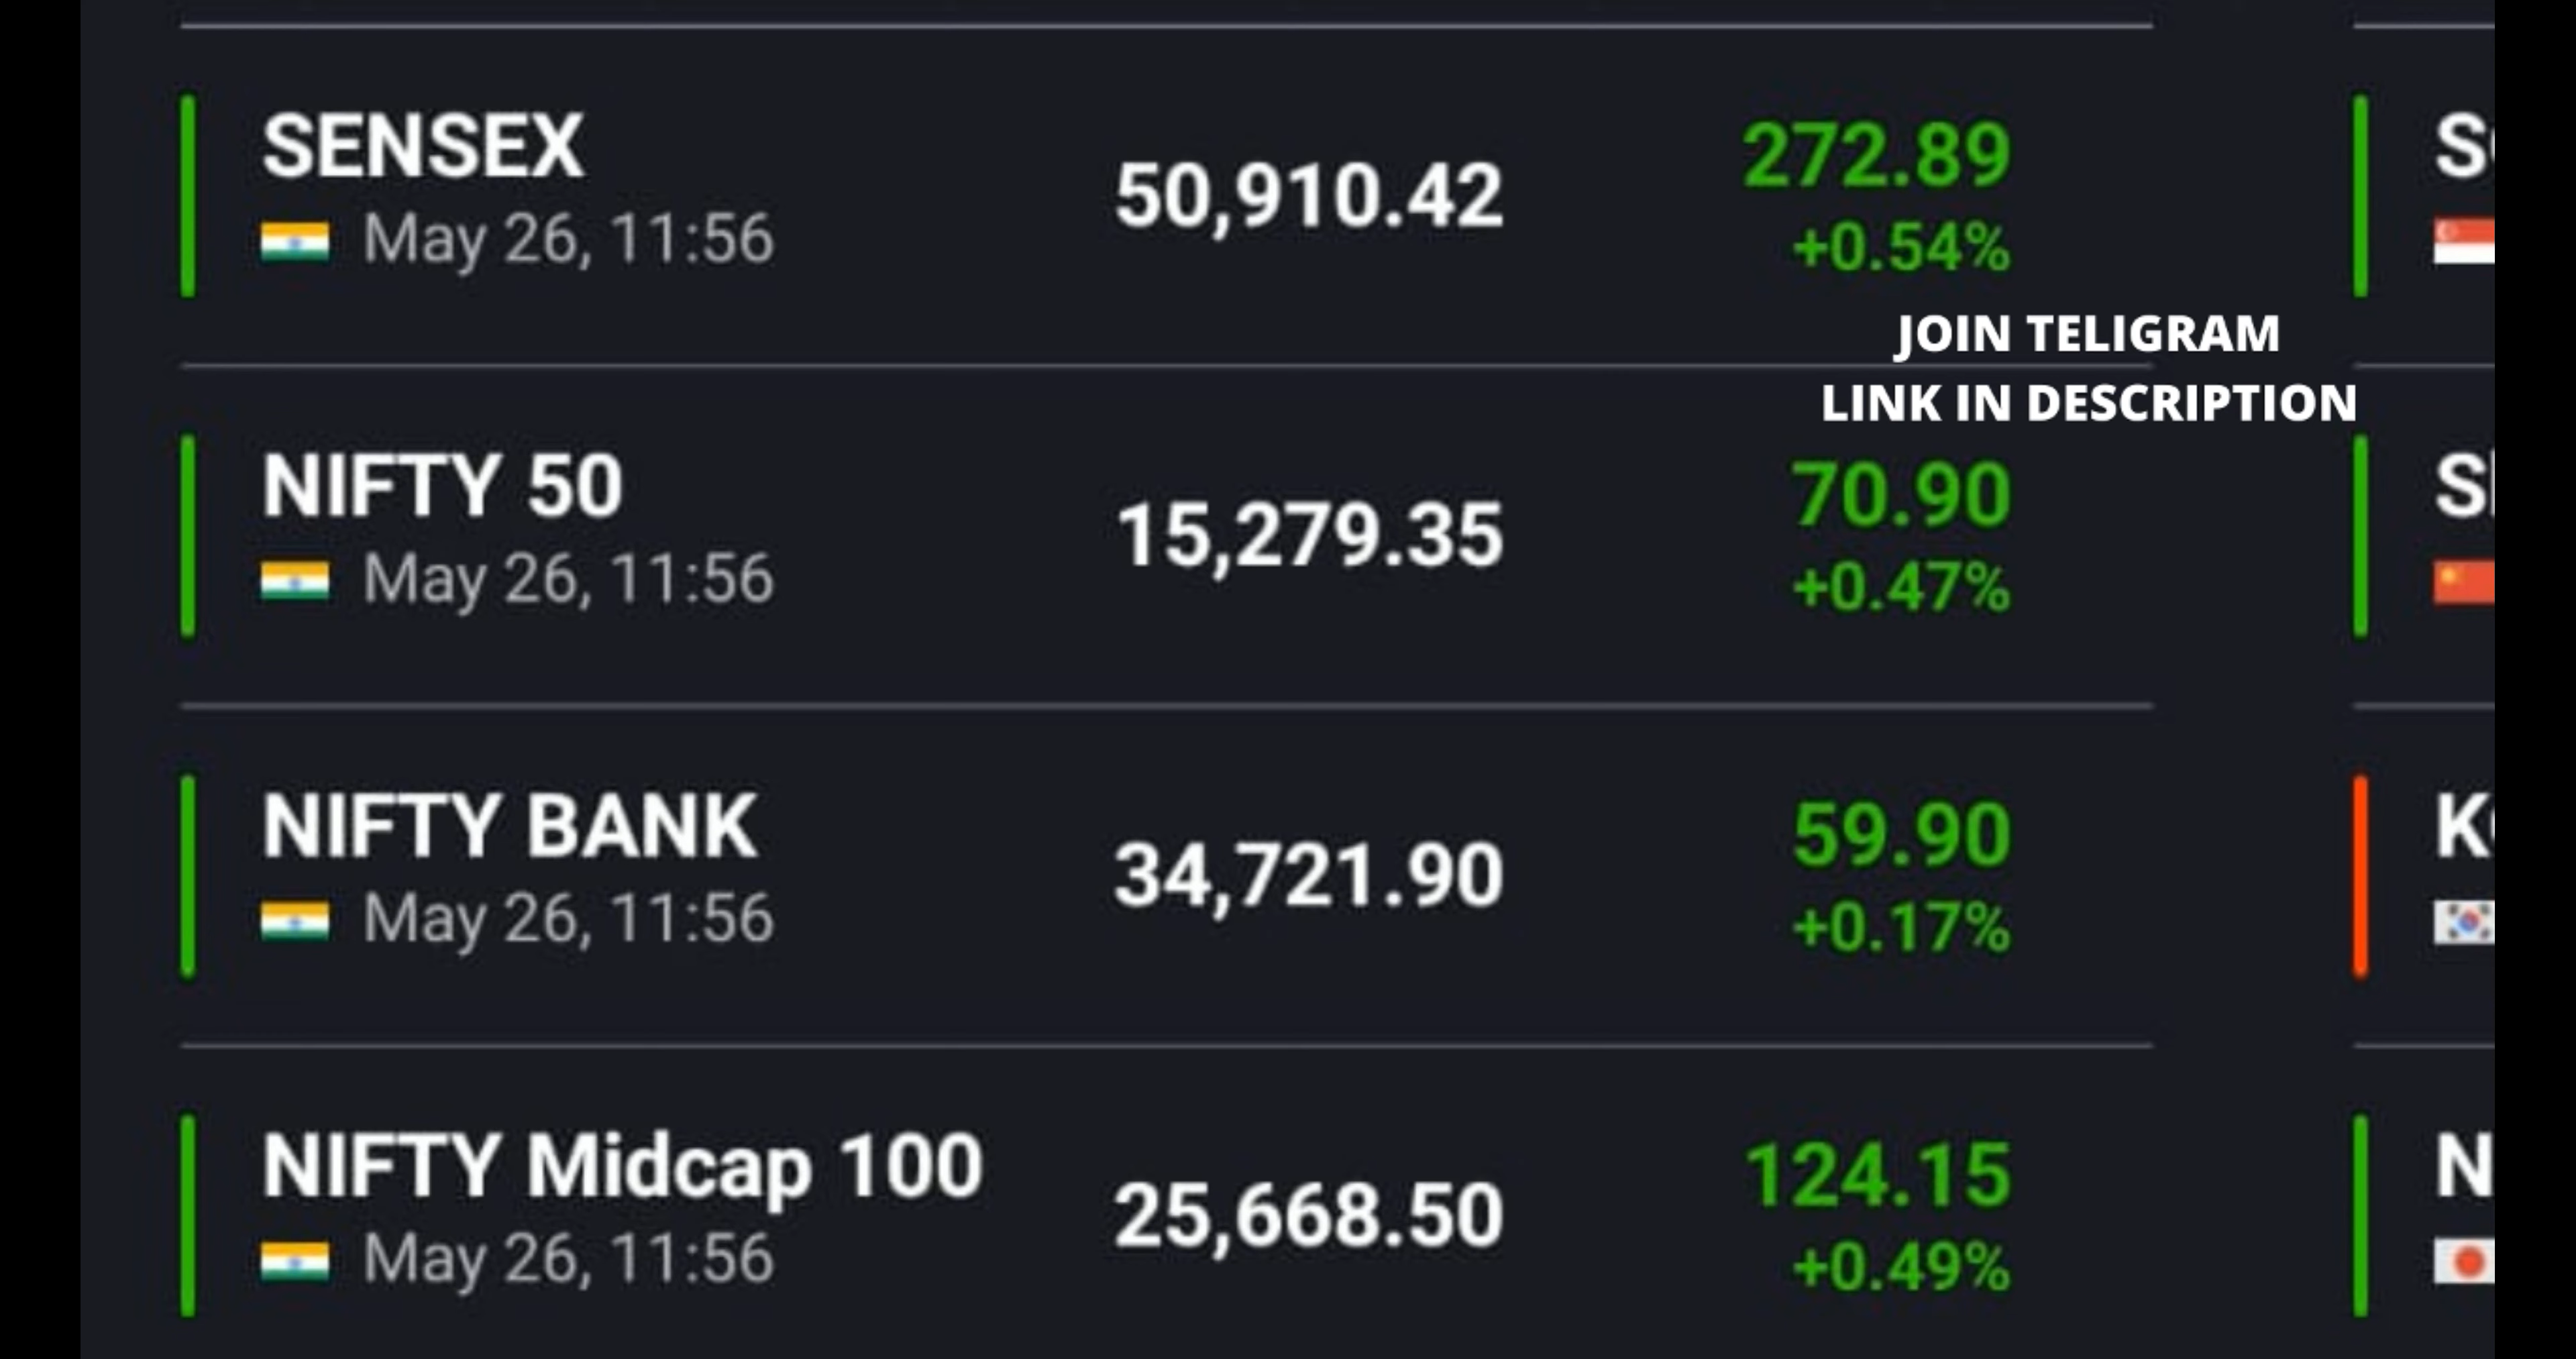 SENSEX
May 26, 11:56
50,910.42
272.89
+0.54%
JOIN TELIGRAM
LINK IN DESCRIPTION
NIFTY 50
May 26, 11:56
15,279.35
70.90
+0.47%
NIFTY BANK
May 26, 11:56
34,721.90
59.90
+0.17%
NIFTY Midcap 100
May 26, 11:56
25,668.50
124.15
+0.49%